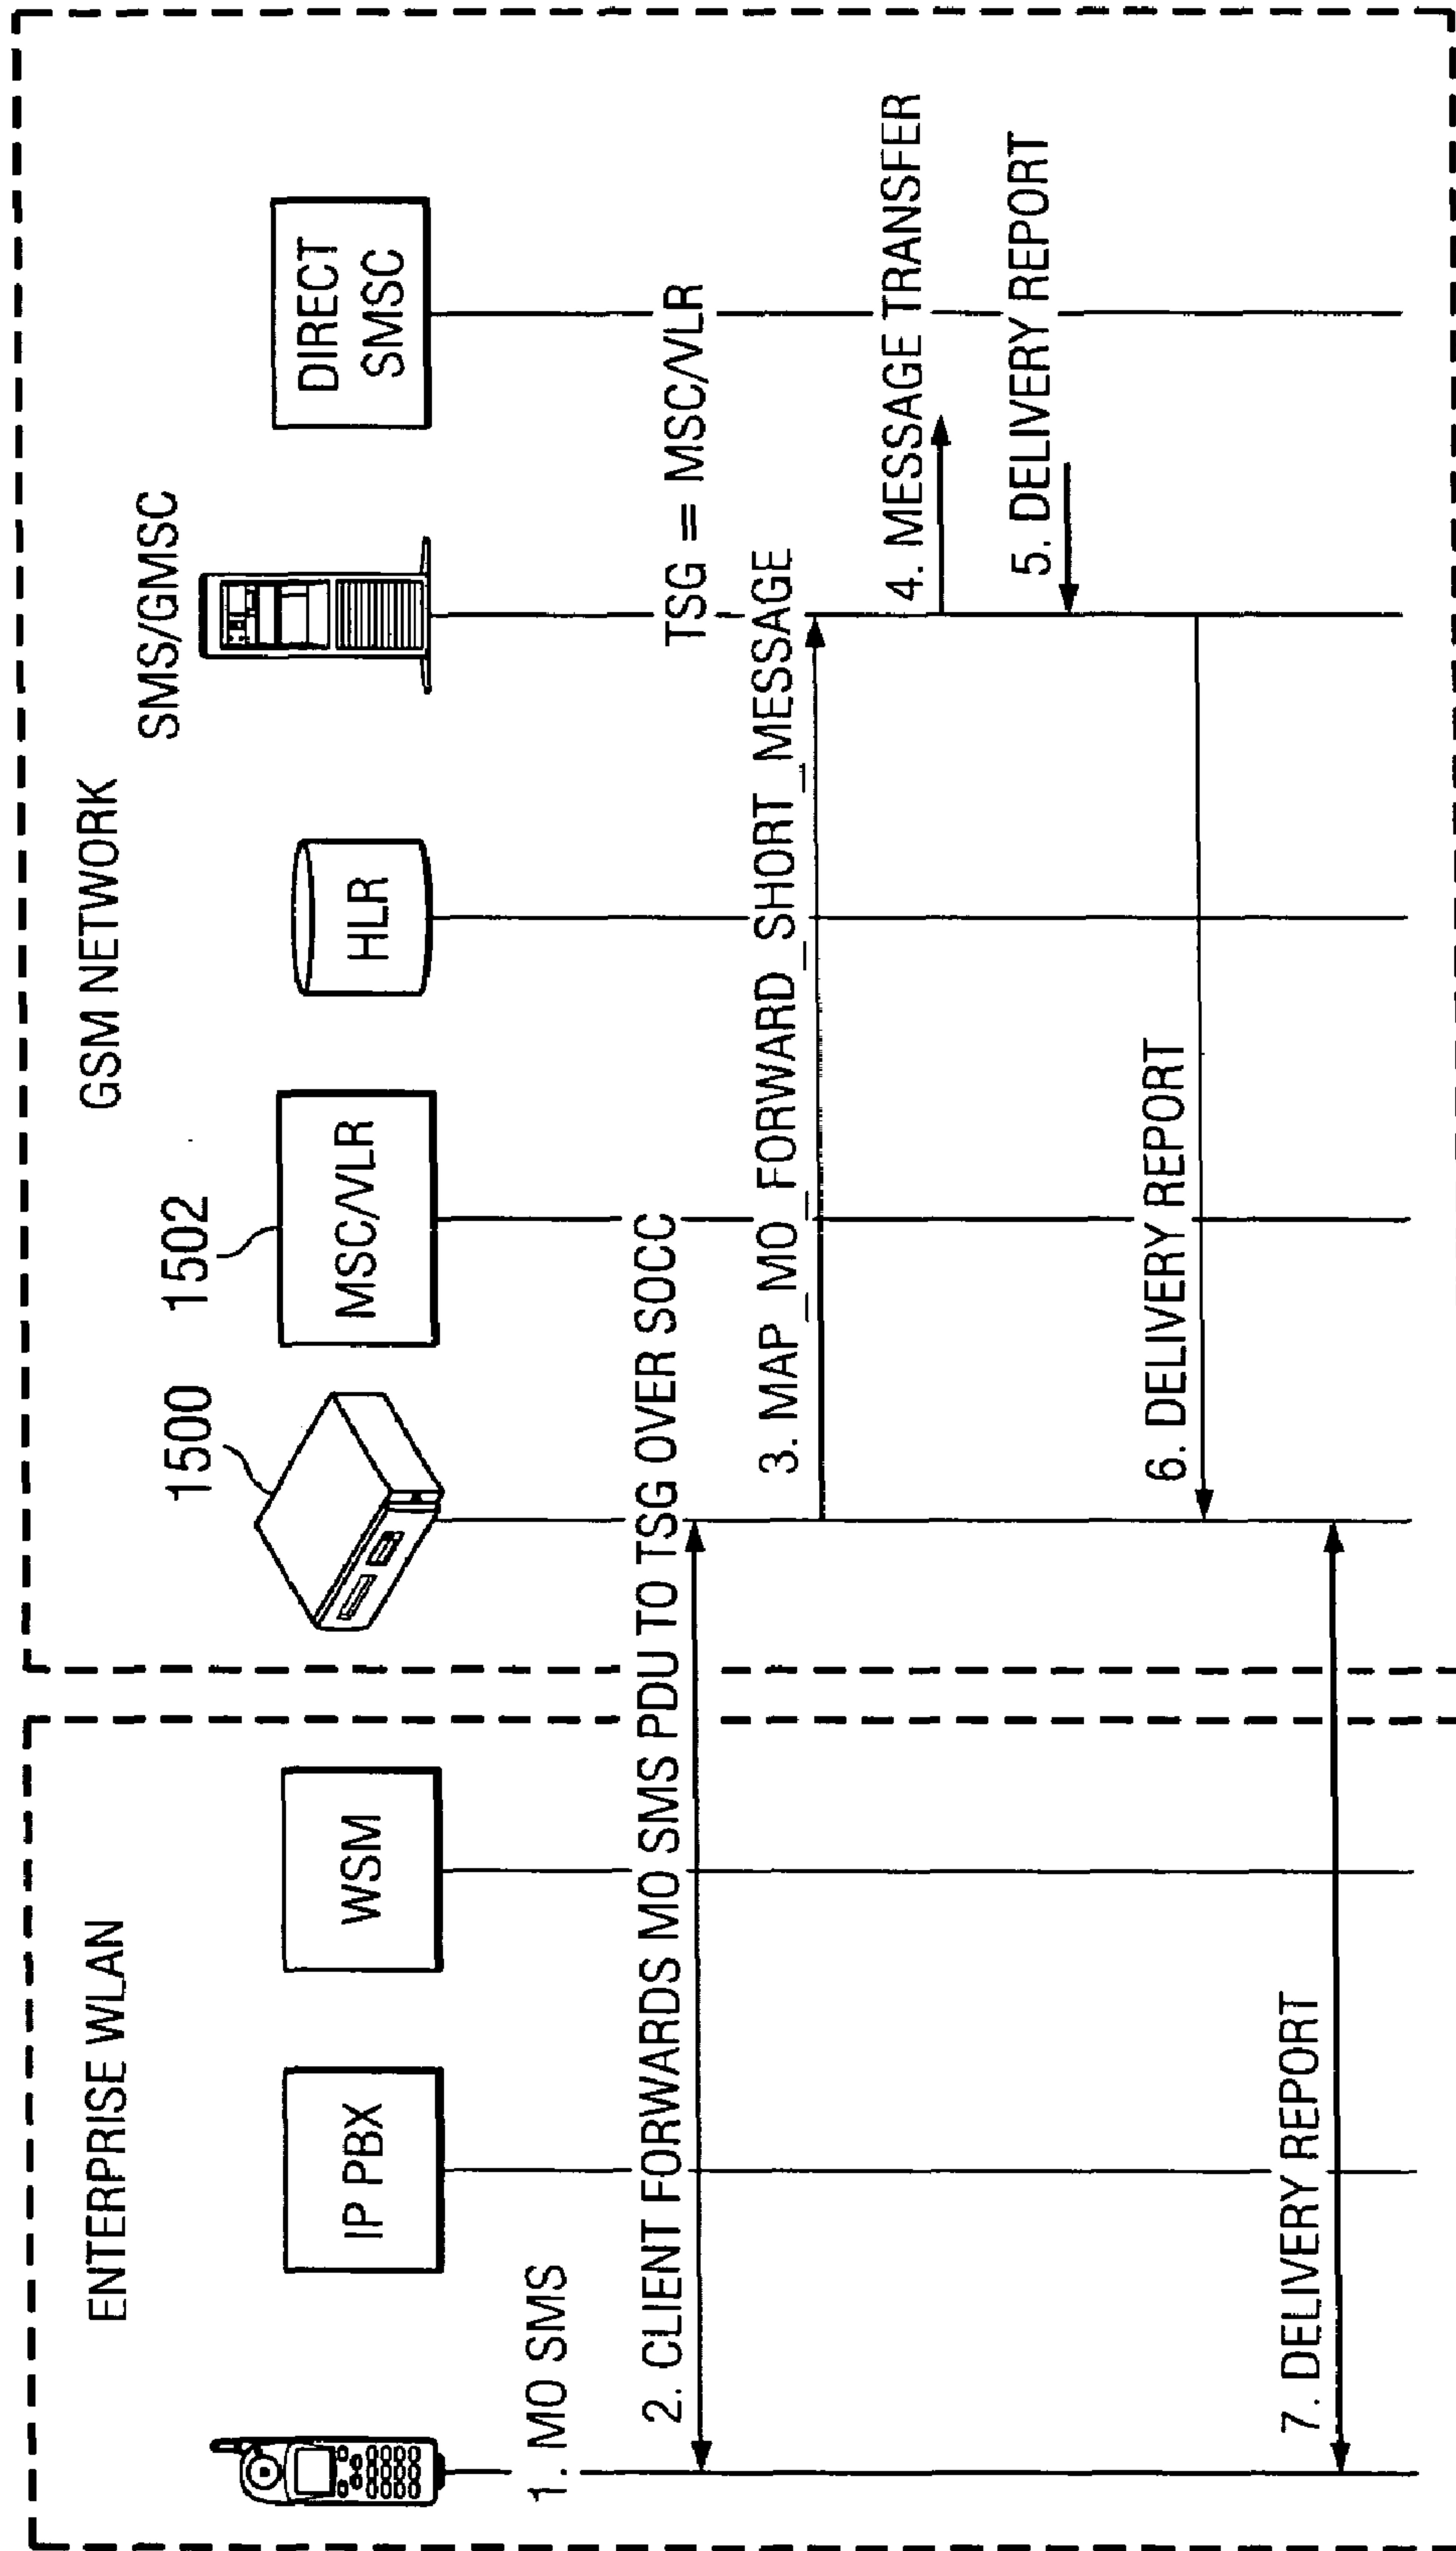 ENTERPRISE WLAN
GSM NETWORK
IP PBX
WSM
1500
1502
MSC/VLR
HLR
SMS/GMSC
DIRECT
SMSC
1. MO SMS
2. CLIENT FORWARDS MO SMS PDU TO TSG OVER SOCC
TSG = MSC/VLR
3. MAP_MO_FORWARD_SHORT_MESSAGE
4. MESSAGE TRANSFER
5. DELIVERY REPORT
6. DELIVERY REPORT
7. DELIVERY REPORT